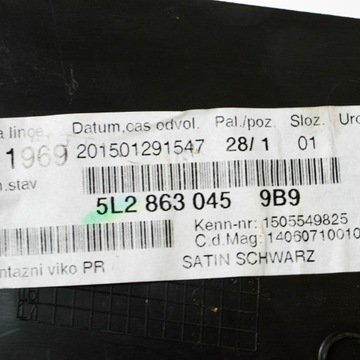 a lince Datum,cas odvol. Pal./poz. Sloz. Urc
1969 201501291547 28/1 01
n.stav
5L2 863 045 9B9
Kenn-nr: 1505549825
C.d.Mag: 14060710010
ntazni viko PR SATIN SCHWARZ